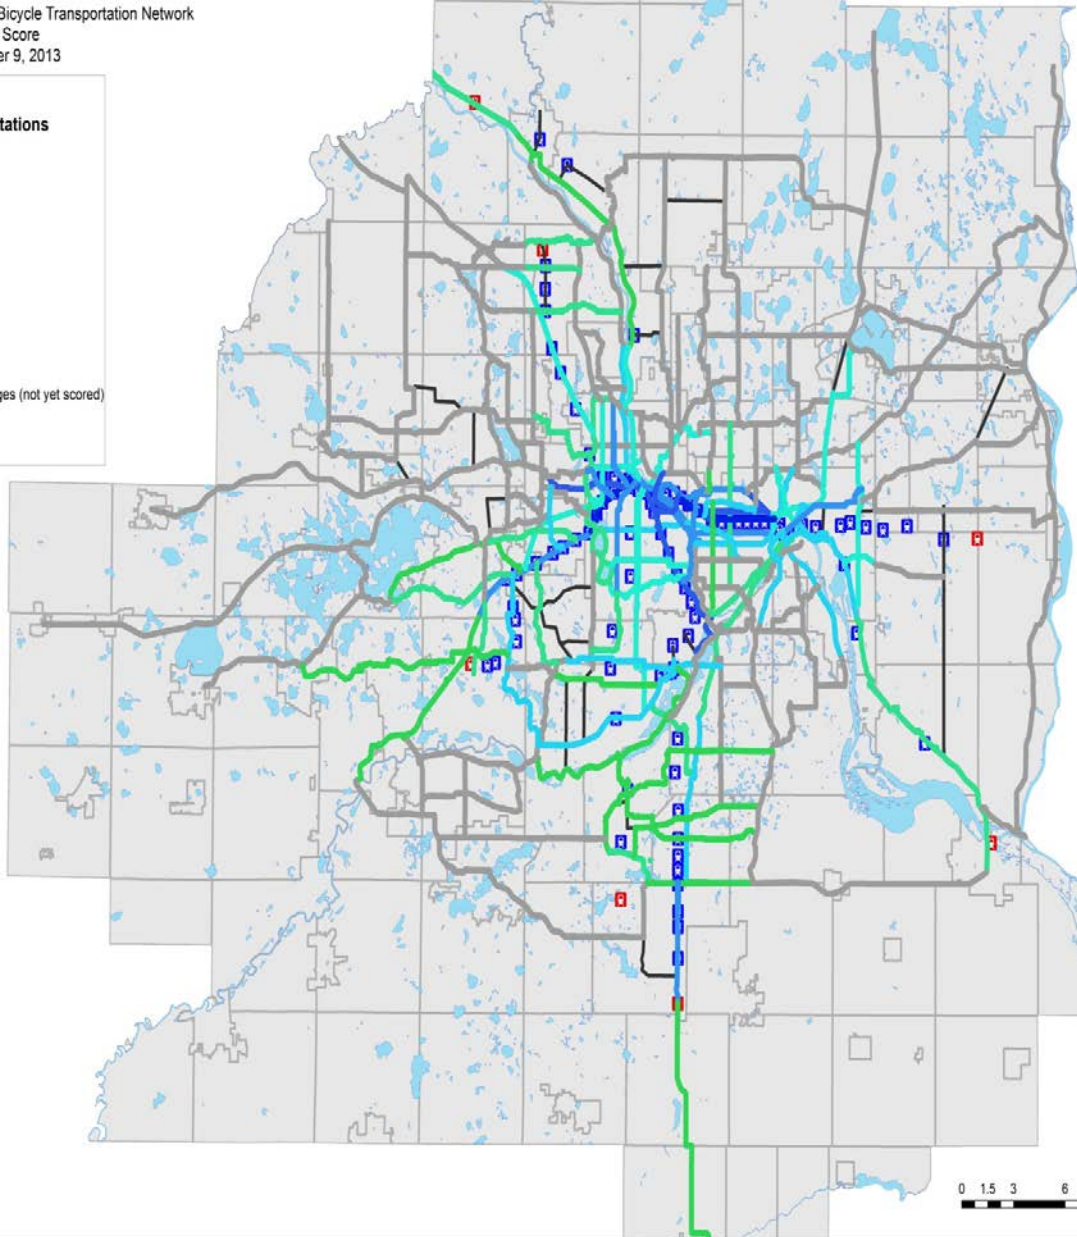 Bicycle Transportation Network
Score
er 9, 2013
tations
ges (not yet scored)
0 1.5 3 6